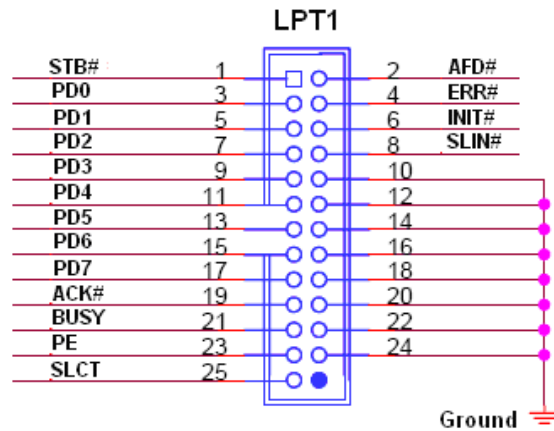 LPT1
STB# 1 2 AFD#
PD0 3 4 ERR#
PD1 5 6 INIT#
PD2 7 8 SLIN#
PD3 9 10
PD4 11 12
PD5 13 14
PD6 15 16
PD7 17 18
ACK# 19 20
BUSY 21 22
PE 23 24
SLCT 25
Ground